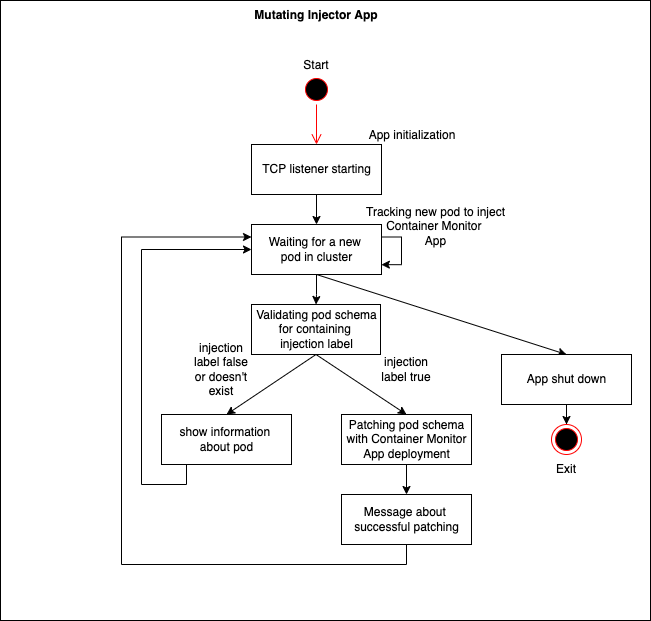 Mutating Injector App
Start
App initialization
TCP listener starting
Tracking new pod to inject
Container Monitor
App
Waiting for a new
pod in cluster
Validating pod schema
for containing
injection label
injection
label false
or doesn't
exist
injection
label true
App shut down
show information
about pod
Patching pod schema
with Container Monitor
App deployment
Exit
Message about
successful patching